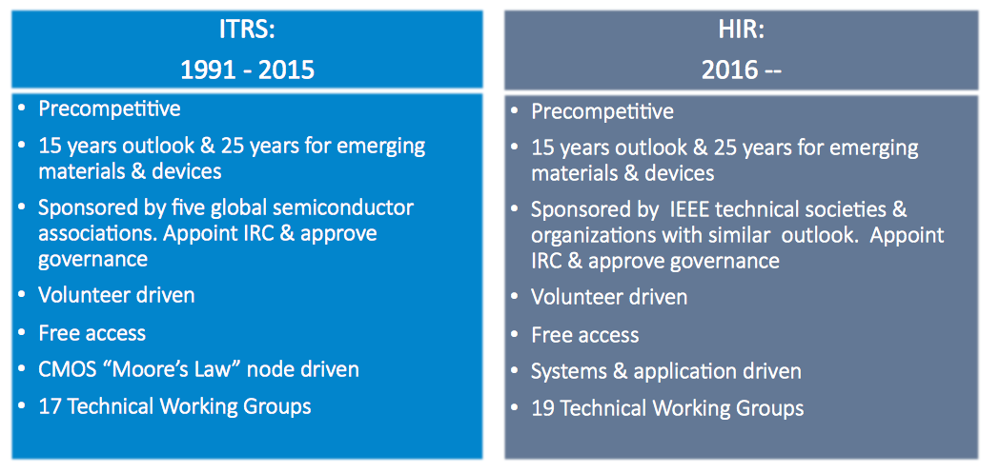 ITRS:
1991 - 2015
• Precompetitive
• 15 years outlook & 25 years for emerging
materials & devices
• Sponsored by five global semiconductor
associations. Appoint IRC & approve
governance
• Volunteer driven
• Free access
• CMOS “Moore’s Law” node driven
• 17 Technical Working Groups
HIR:
2016 --
• Precompetitive
• 15 years outlook & 25 years for emerging
materials & devices
• Sponsored by  IEEE technical societies &
organizations with similar  outlook.  Appoint
IRC & approve governance
• Volunteer driven
• Free access
• Systems & application driven
• 19 Technical Working Groups